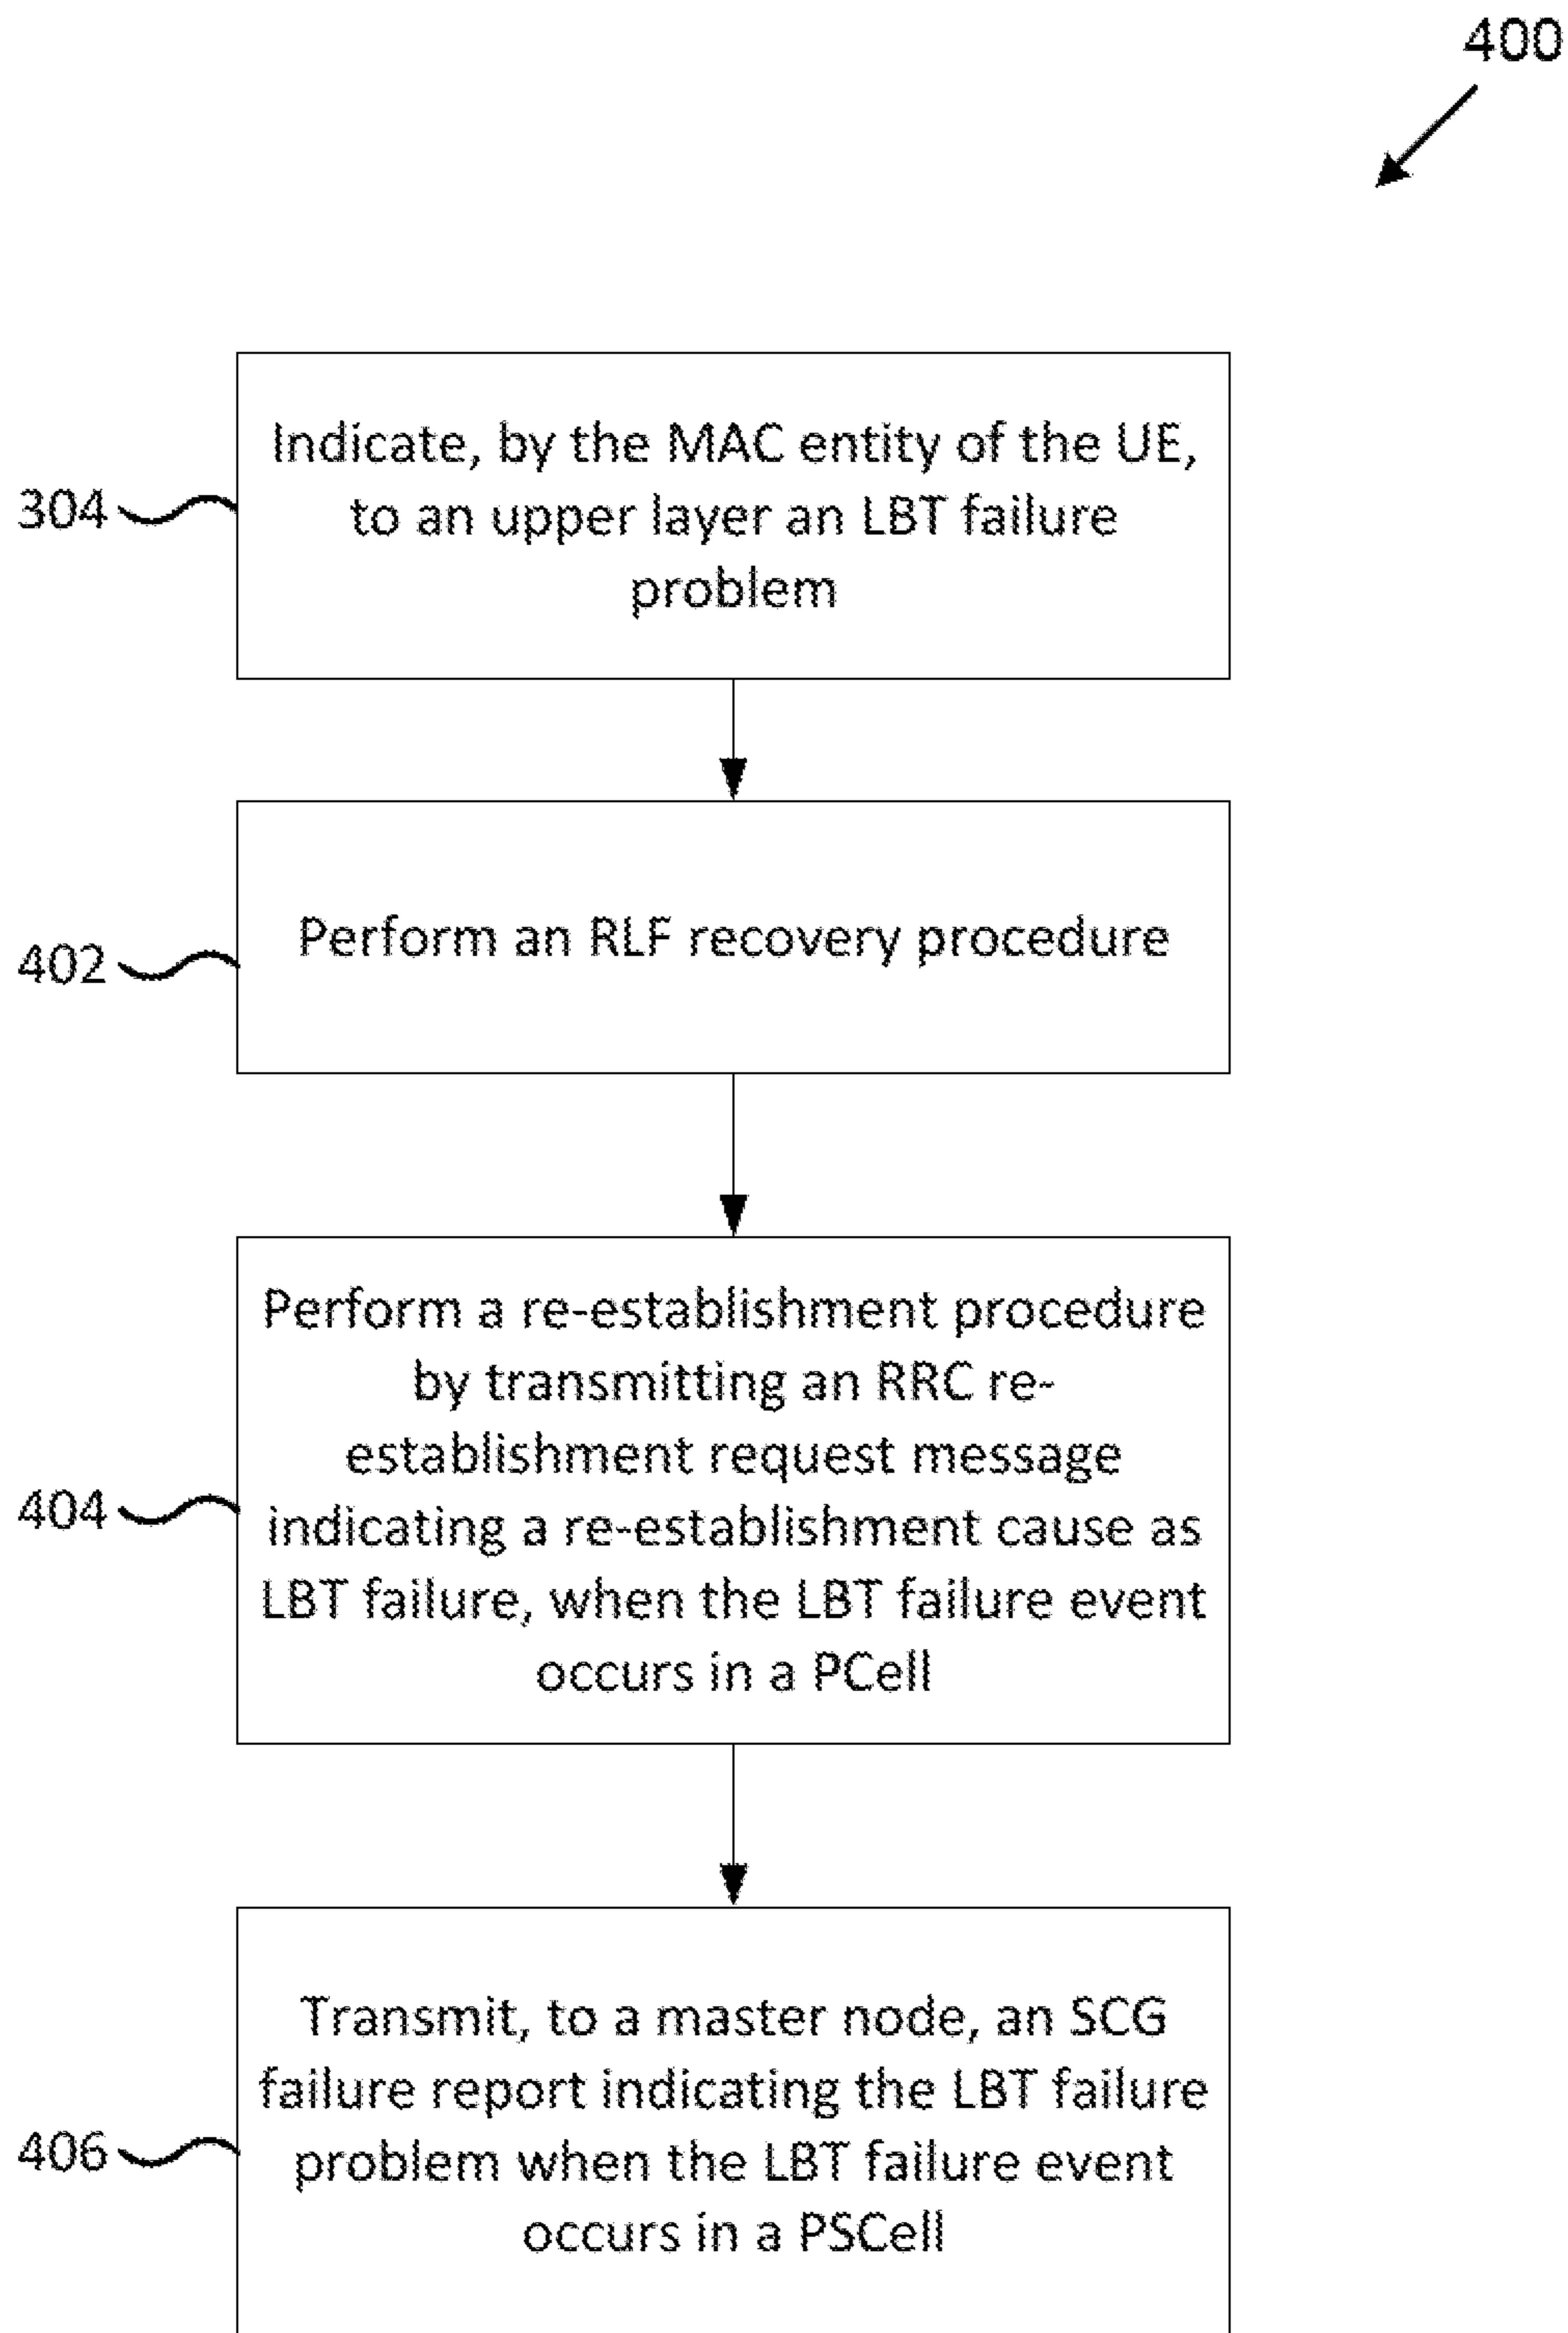 400
Indicate, by the MAC entity of the UE,
to an upper layer an LBT failure
problem
304
Perform an RLF recovery procedure
402
Perform a re-establishment procedure
by transmitting an RRC re-
establishment request message
indicating a re-establishment cause as
LBT failure, when the LBT failure event
occurs in a PCell
404
Transmit, to a master node, an SCG
failure report indicating the LBT failure
problem when the LBT failure event
occurs in a PSCell
406